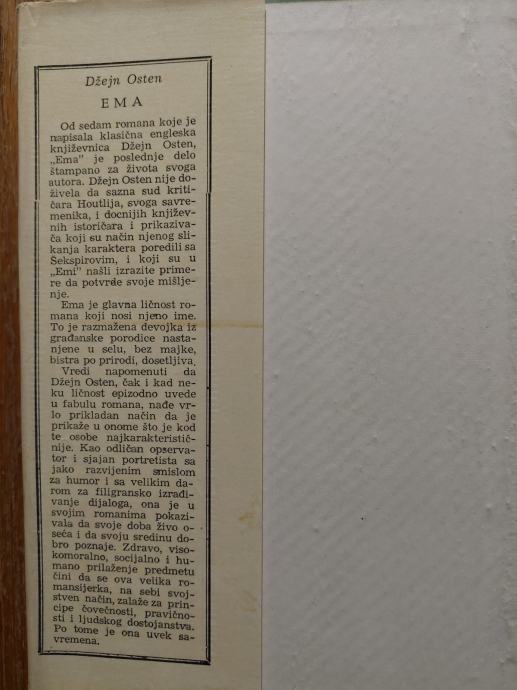 Džejn Osten
EMA
Od sedam romana koje je
napisala klasična engleska
književnica Džejn Osten,
„Ema" je poslednje delo
štampano za života svoga
autora. Džejn Osten nije do-
živela da sazna sud kriti-
čara Houtlija, svoga savre-
menika, i docnijih književ-
nih istoričara i prikaziva-
ča koji su način njenog sli-
kanja karaktera poredili sa
Šekspirovim, i koji su u
„Emi" našli izrazite prime-
re da potvrde svoje mišlje-
nje.
Ema je glavna ličnost ro-
mana koji nosi njeno ime.
To je razmažena devojka iz
građanske porodice nasta-
njene u selu, bez majke,
bistra po prirodi, dosetljiva.
Vredi napomenuti da
Džejn Osten, čak i kad ne-
ku ličnost epizodno uvede
u fabulu romana, nađe vr-
lo prikladan način da je
prikaže u onome što je kod
te osobe najkarakteristič-
nije. Kao odličan opserva-
tor i sjajan portretista sa
jako razvijenim smislom
za humor i sa velikim da-
rom za filigransko izrađi-
vanje dijaloga, ona je u
svojim romanima pokazi-
vala da svoje doba živo o-
seća i da svoju sredinu do-
bro poznaje. Zdravo, viso-
komoralno, socijalno i hu-
mano prilaženje predmetu
čini da se ova velika ro-
mansijerka, na sebi svoj-
stven način, zalaže za prin-
cipe čovečnosti, pravično-
sti i ljudskog dostojanstva.
Po tome je ona uvek sa-
vremena.